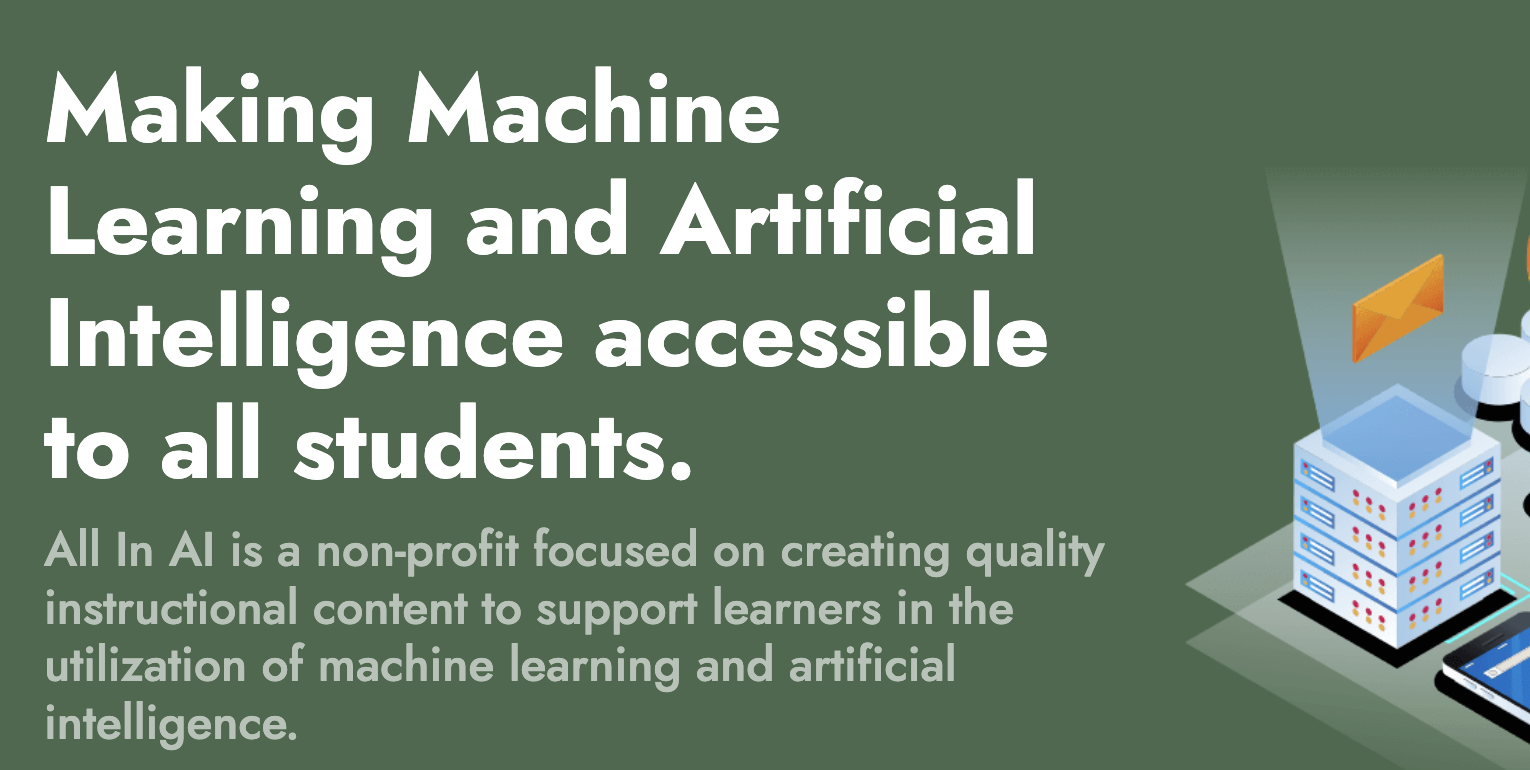 Making Machine
Learning and Artificial
Intelligence accessible
to all students.
All In AI is a non-profit focused on creating quality
instructional content to support learners in the
utilization of machine learning and artificial
intelligence.